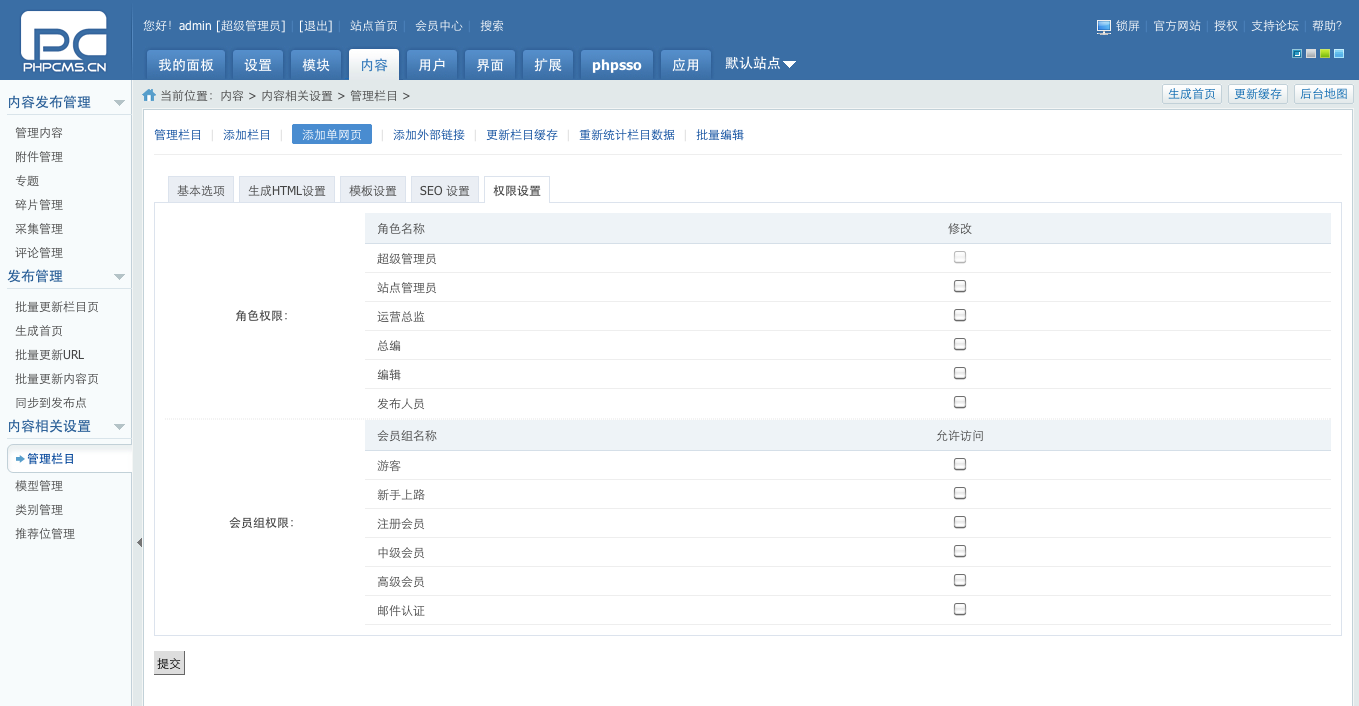 PHPCMS.CN
您好！admin [超级管理员] | [退出] | 站点首页 | 会员中心 | 搜索
锁屏 | 官方网站 | 授权 | 支持论坛 | 帮助?
我的面板 设置 模块 内容 用户 界面 扩展 phpsso 应用 默认站点
当前位置：内容 > 内容相关设置 > 管理栏目 >
生成首页 更新缓存 后台地图
内容发布管理
管理内容
附件管理
专题
碎片管理
采集管理
评论管理
发布管理
批量更新栏目页
生成首页
批量更新URL
批量更新内容页
同步到发布点
内容相关设置
管理栏目
模型管理
类别管理
推荐位管理
管理栏目 | 添加栏目 | 添加单网页 | 添加外部链接 | 更新栏目缓存 | 重新统计栏目数据 | 批量编辑
基本选项 生成HTML设置 模板设置 SEO 设置 权限设置
角色权限：
角色名称 修改
超级管理员
站点管理员
运营总监
总编
编辑
发布人员
会员组权限：
会员组名称 允许访问
游客
新手上路
注册会员
中级会员
高级会员
邮件认证
提交